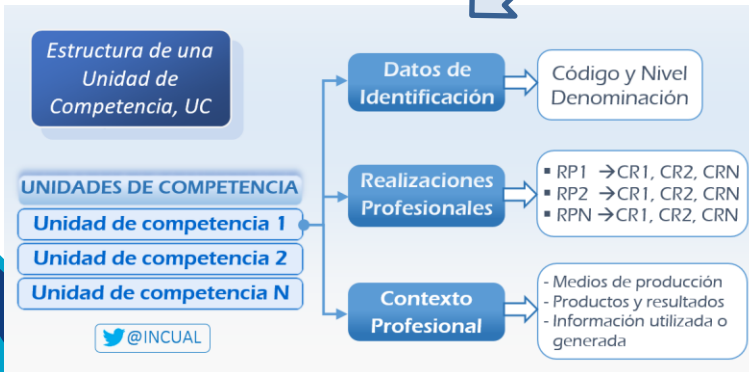 Estructura de una
Unidad de
Competencia, UC
UNIDADES DE COMPETENCIA
Unidad de competencia 1
Unidad de competencia 2
Unidad de competencia N
@INCUAL
Datos de
Identificación
Código y Nivel
Denominación
Realizaciones
Profesionales
▪ RP1 →CR1, CR2, CRN
▪ RP2 →CR1, CR2, CRN
▪ RPN →CR1, CR2, CRN
Contexto
Profesional
- Medios de producción
- Productos y resultados
- Información utilizada o
generada